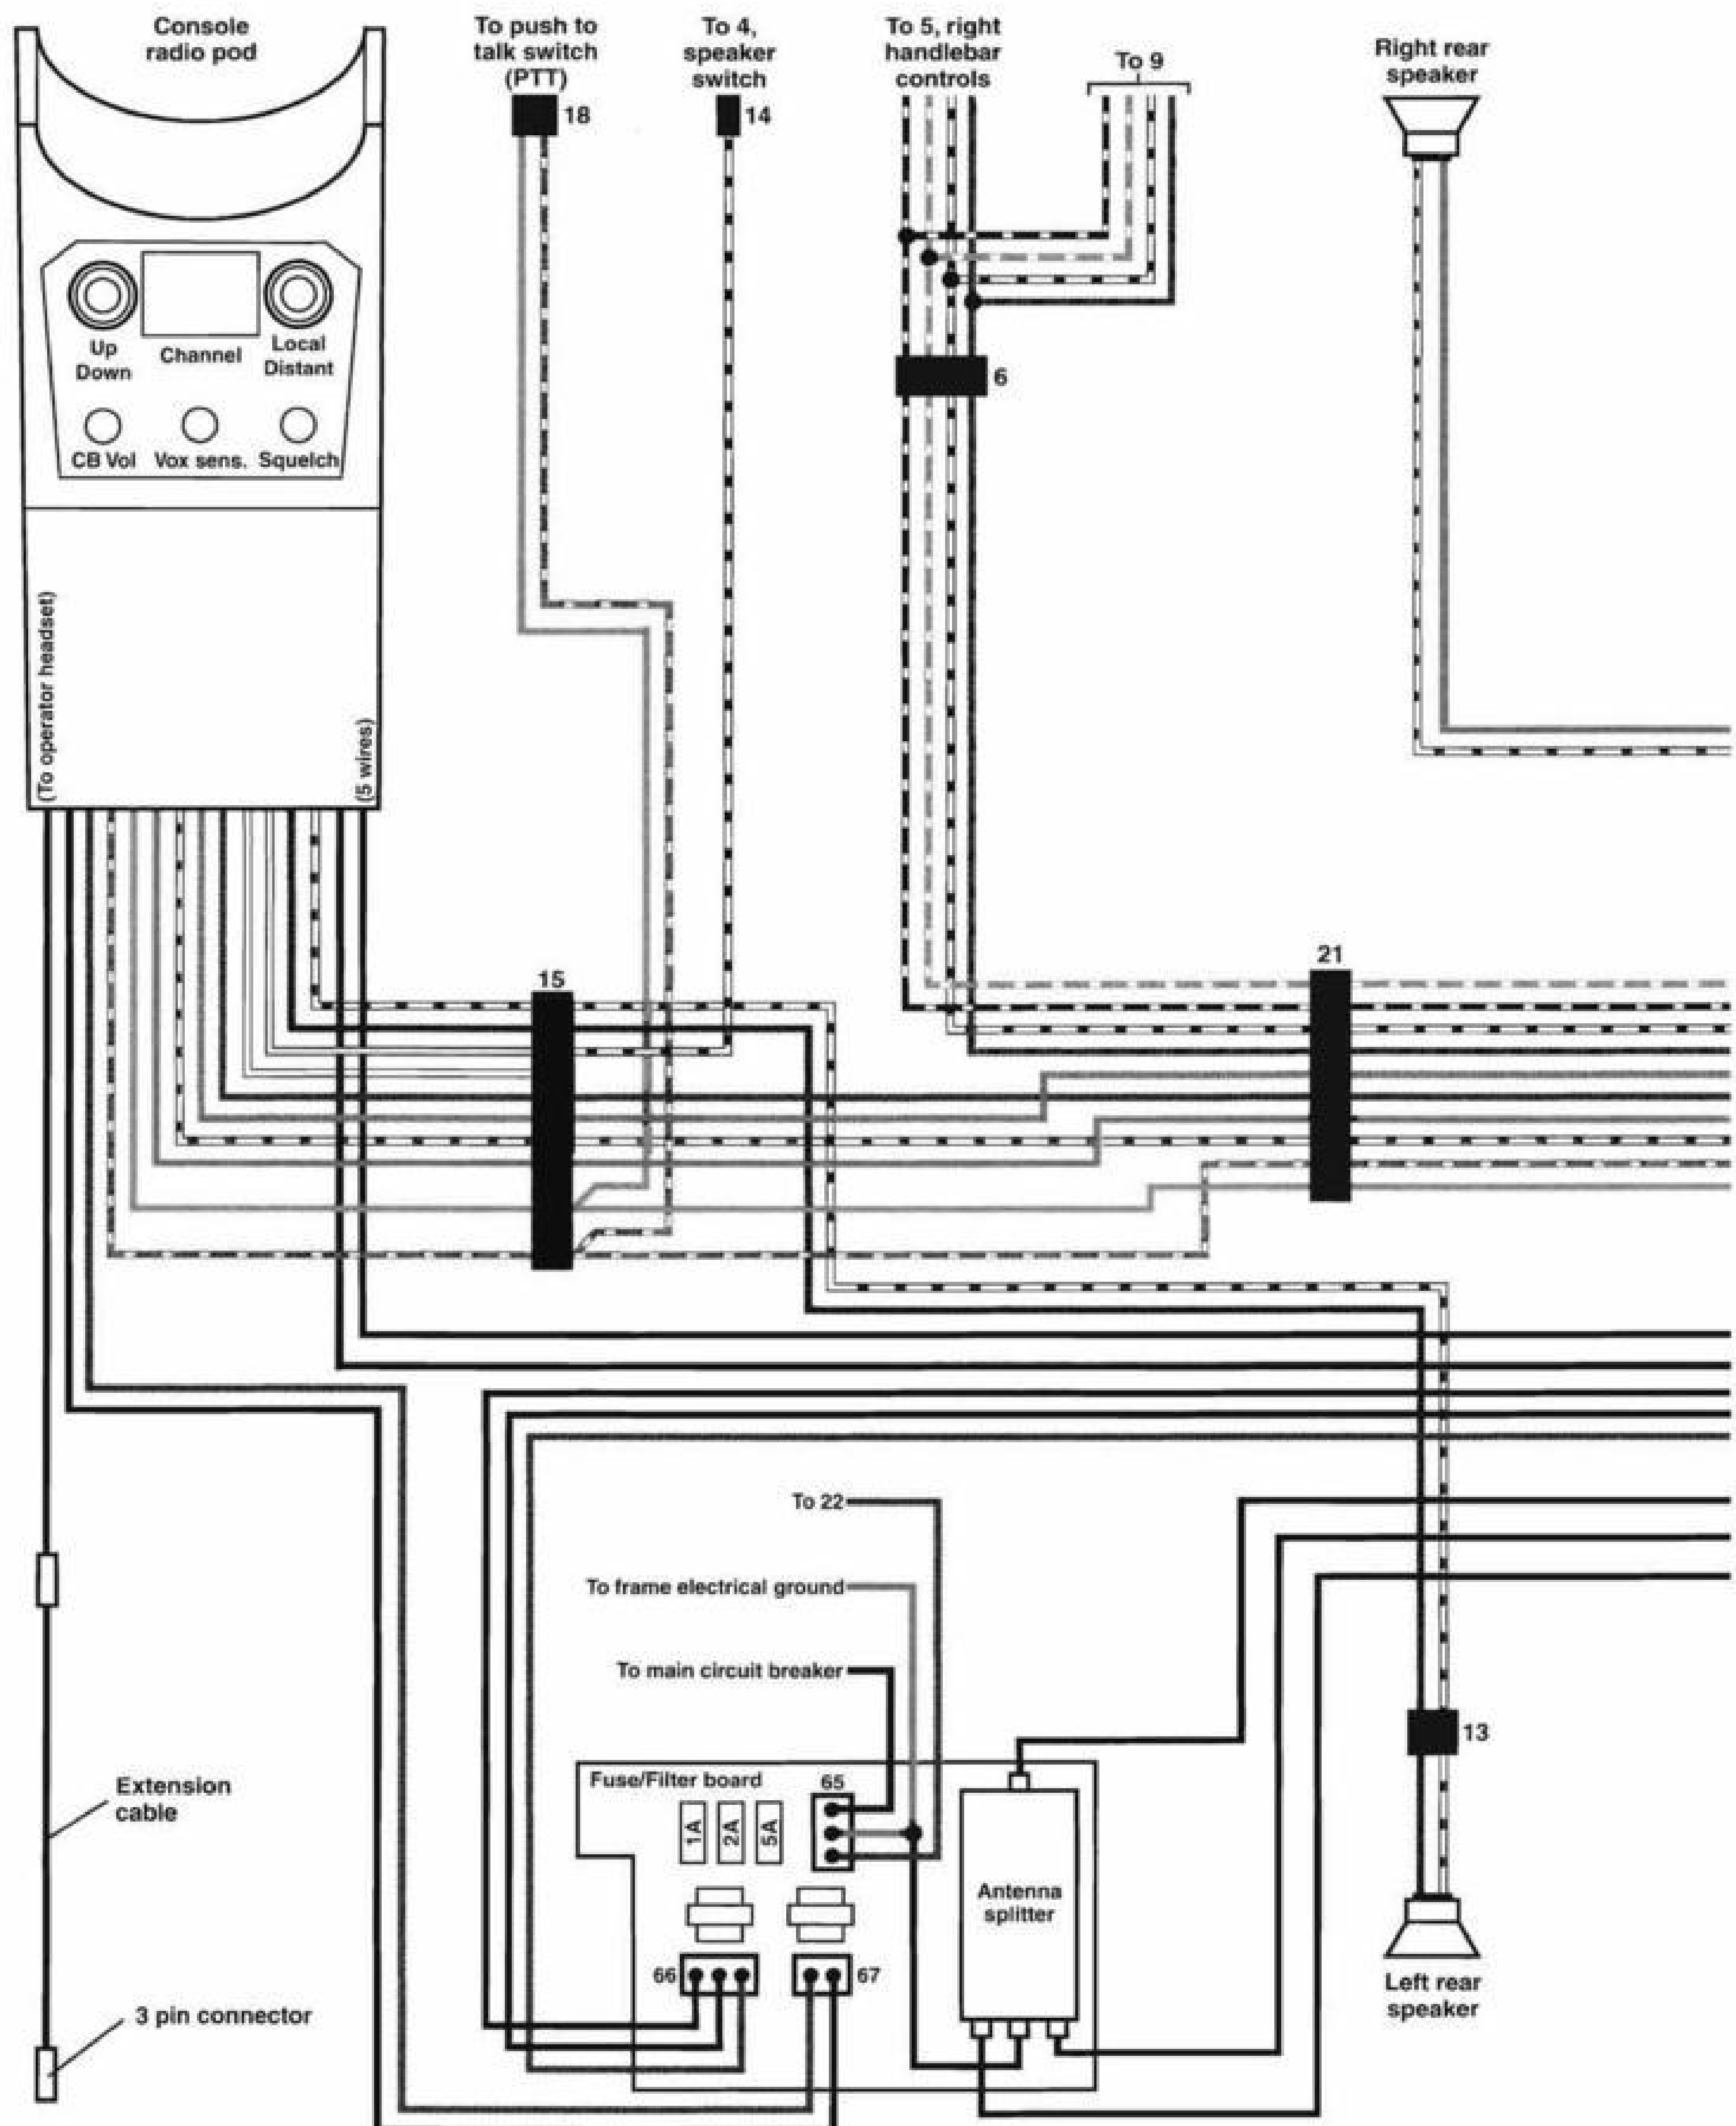 Console
radio pod
To push to
talk switch
(PTT)
18
To 4,
speaker
switch
14
To 5, right
handlebar
controls
To 9
Right rear
speaker
6
Up
Down
Channel
Local
Distant
CB Vol
Vox sens.
Squelch
(To operator headset)
(5 wires)
15
21
To 22
To frame electrical ground
To main circuit breaker
13
Extension
cable
Fuse/Filter board
65
1A
2A
5A
Antenna
splitter
66
67
Left rear
speaker
3 pin connector